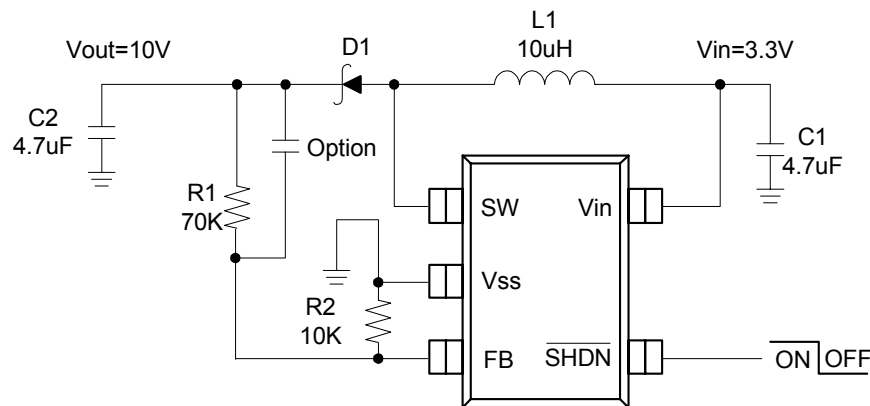 L1
10uH
Vout=10V
D1
Vin=3.3V
C2
4.7uF
Option
C1
4.7uF
R1
70K
SW
Vin
Vss
R2
10K
FB
SHDN
ON OFF